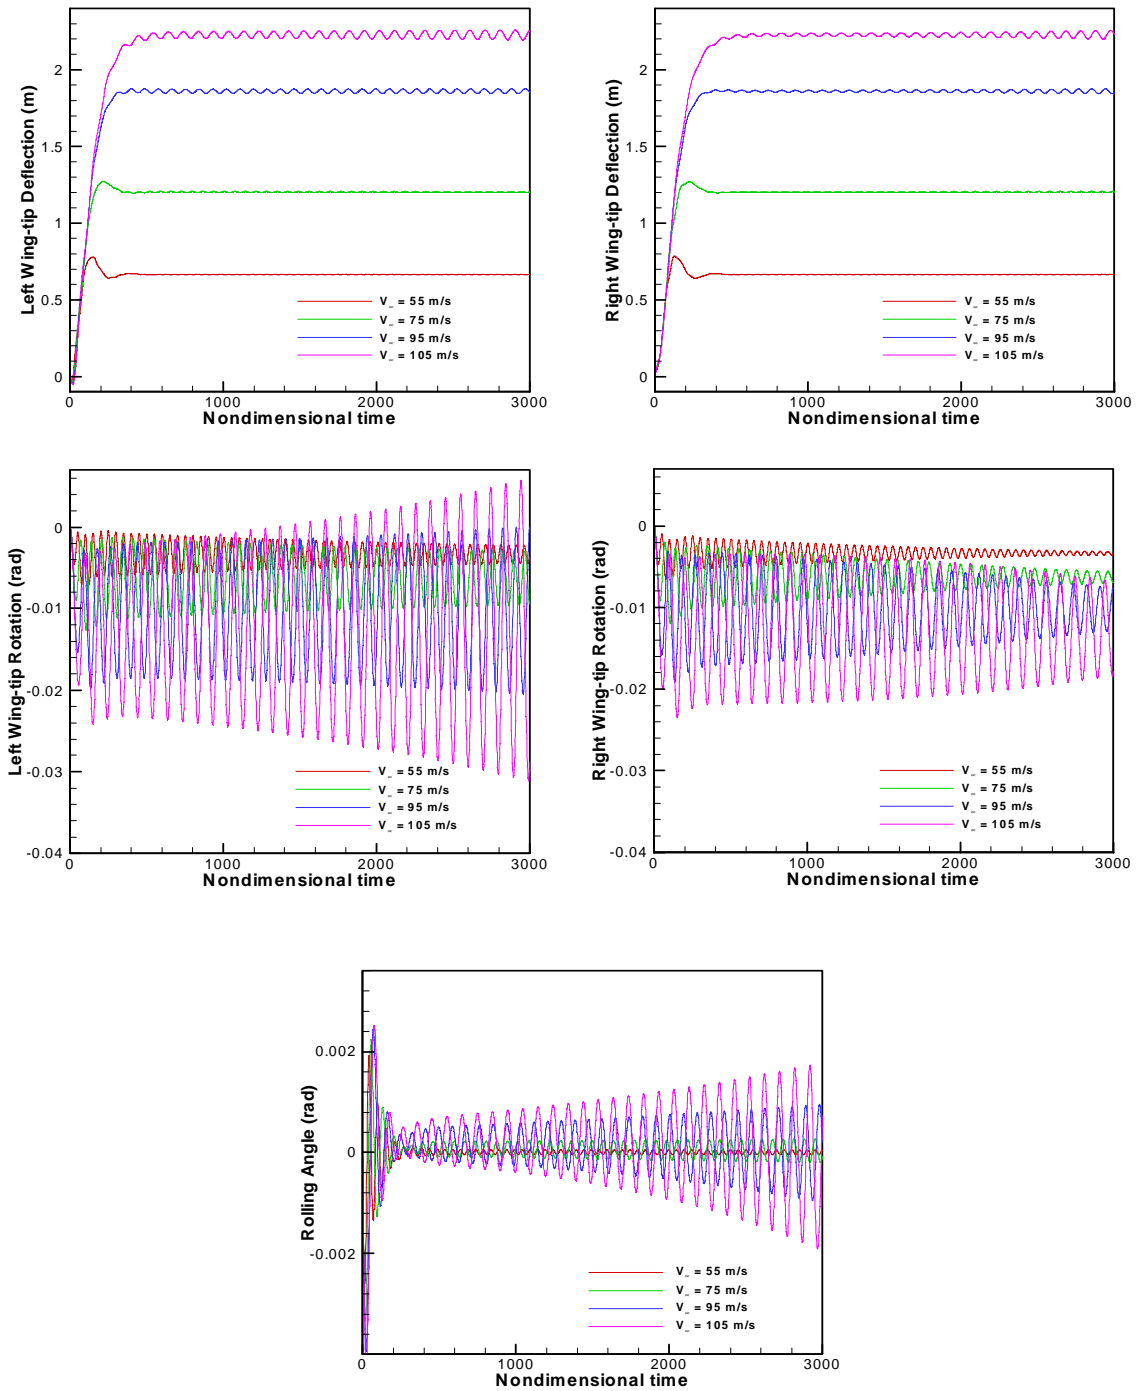 Left Wing-tip Deflection (m)
2
1.5
1
0.5
0
V_ = 55 m/s
V_ = 75 m/s
V_ = 95 m/s
V_ = 105 m/s
0 1000 2000 3000
Nondimensional time
Right Wing-tip Deflection (m)
2
1.5
1
0.5
0
V_ = 55 m/s
V_ = 75 m/s
V_ = 95 m/s
V_ = 105 m/s
0 1000 2000 3000
Nondimensional time
Left Wing-tip Rotation (rad)
0
-0.01
-0.02
-0.03
-0.04
V_ = 55 m/s
V_ = 75 m/s
V_ = 95 m/s
V_ = 105 m/s
0 1000 2000 3000
Nondimensional time
Right Wing-tip Rotation (rad)
0
-0.01
-0.02
-0.03
-0.04
V_ = 55 m/s
V_ = 75 m/s
V_ = 95 m/s
V_ = 105 m/s
0 1000 2000 3000
Nondimensional time
Rolling Angle (rad)
0.002
0
-0.002
V_ = 55 m/s
V_ = 75 m/s
V_ = 95 m/s
V_ = 105 m/s
0 1000 2000 3000
Nondimensional time